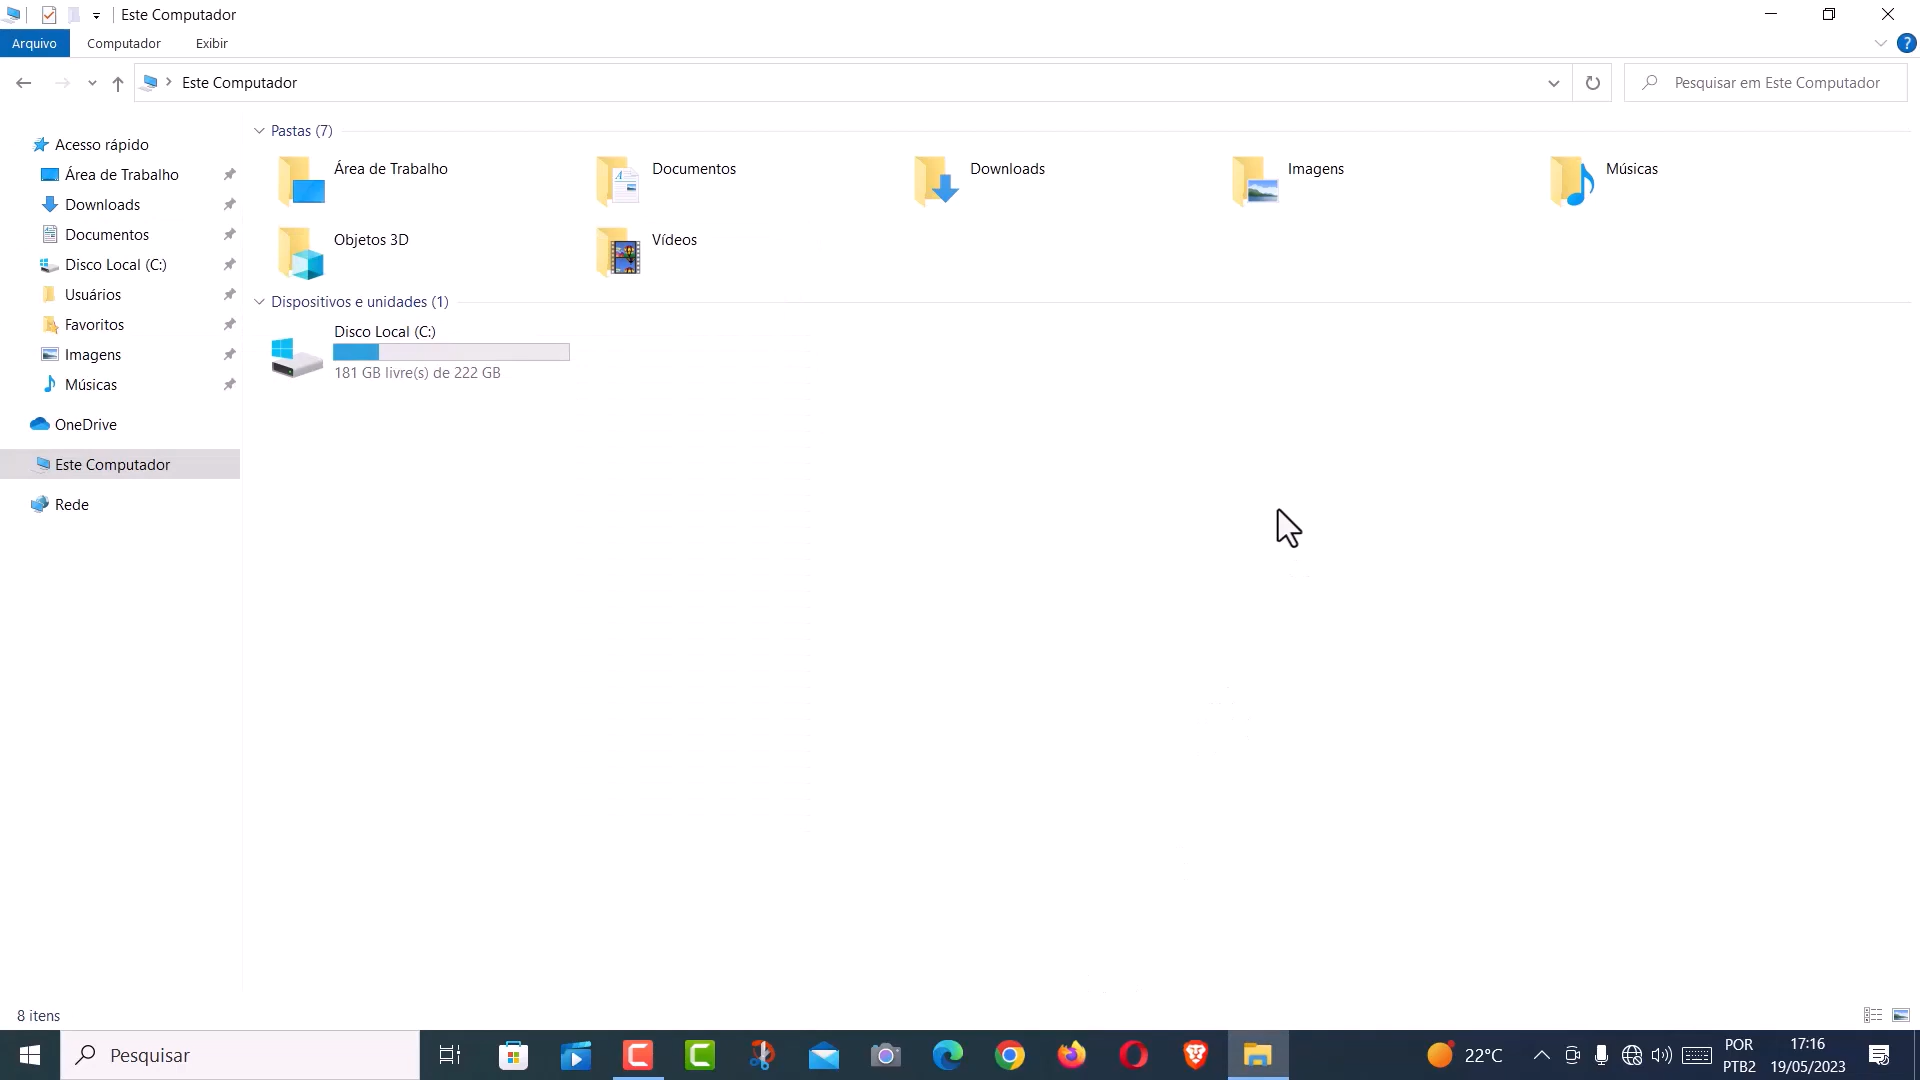 Este Computador
Arquivo
Computador
Exibir
Este Computador
Pesquisar em Este Computador
Acesso rápido
Área de Trabalho
Downloads
Documentos
Disco Local (C:)
Usuários
Favoritos
Imagens
Músicas
OneDrive
Este Computador
Rede
Pastas (7)
Área de Trabalho
Documentos
Downloads
Imagens
Músicas
Objetos 3D
Vídeos
Dispositivos e unidades (1)
Disco Local (C:)
181 GB livre(s) de 222 GB
8 itens
Pesquisar
22°C
POR
PTB2
17:16
19/05/2023